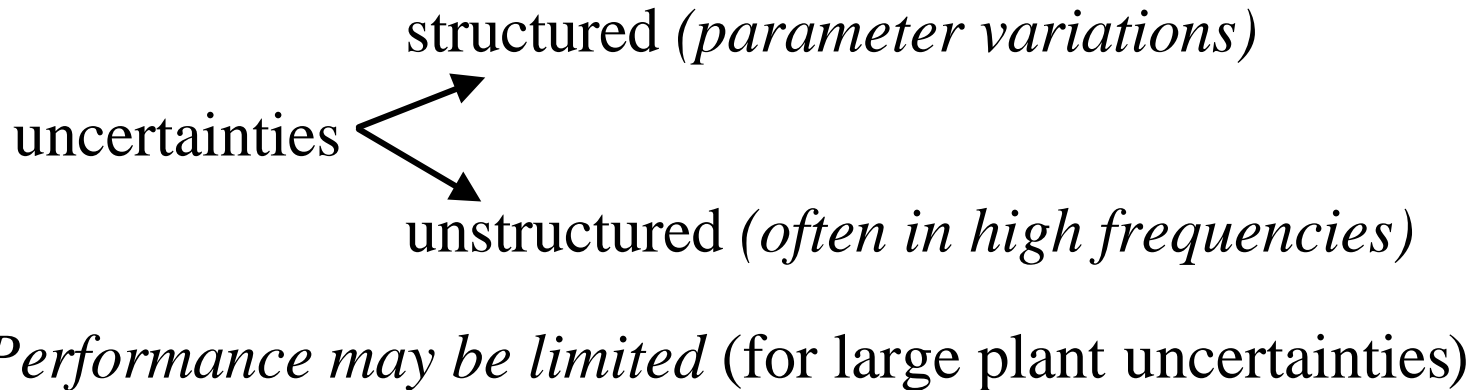 structured (parameter variations)
uncertainties
unstructured (often in high frequencies)
Performance may be limited (for large plant uncertainties)